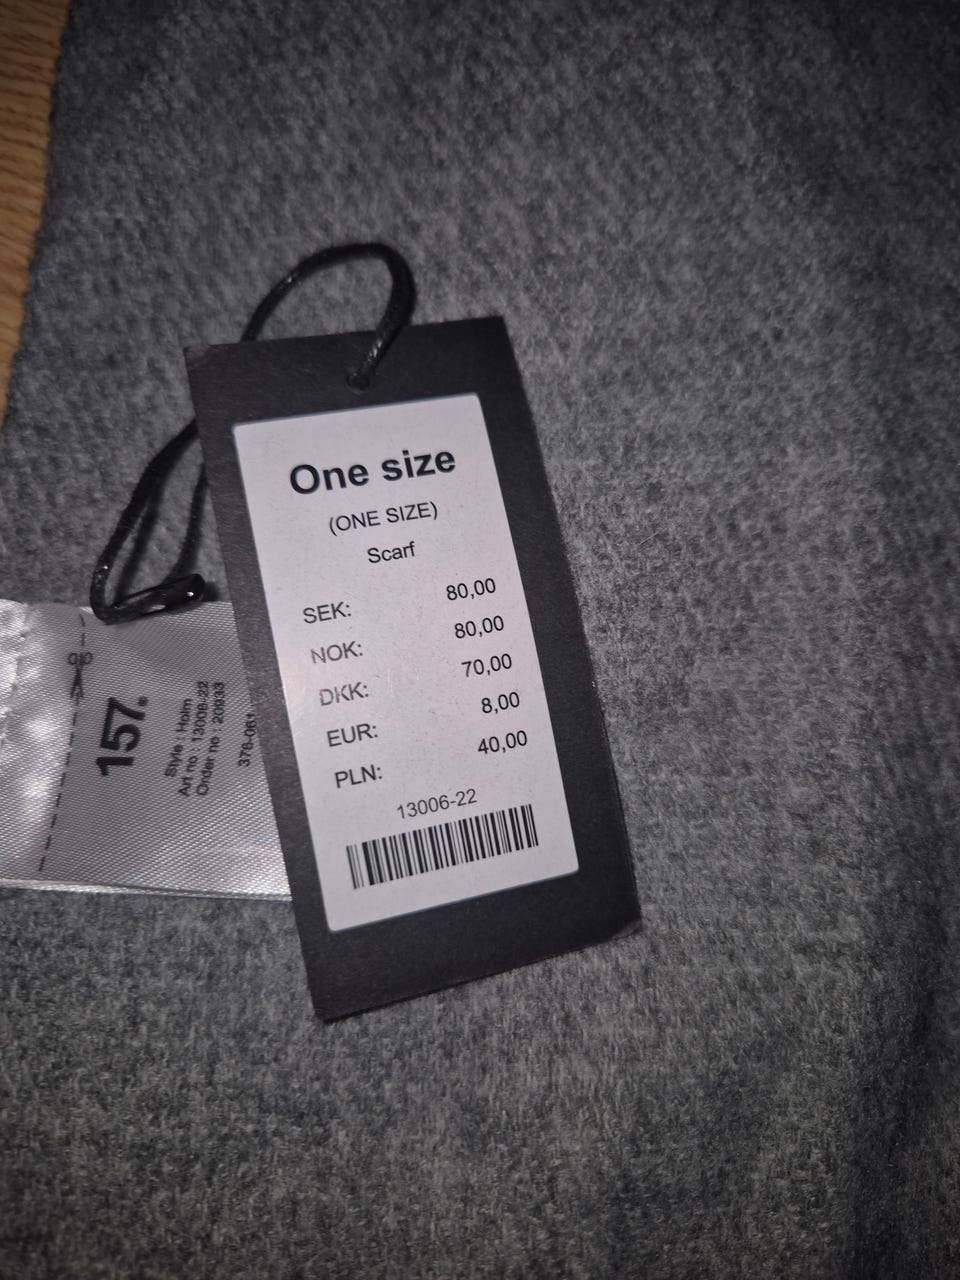 One size
(ONE SIZE)
Scarf
SEK: 80,00
NOK: 80,00
DKK: 70,00
EUR: 8,00
PLN: 40,00
13006-22
157.
Style : Holm
Art no : 13006-22
Order no : 20933
378-061